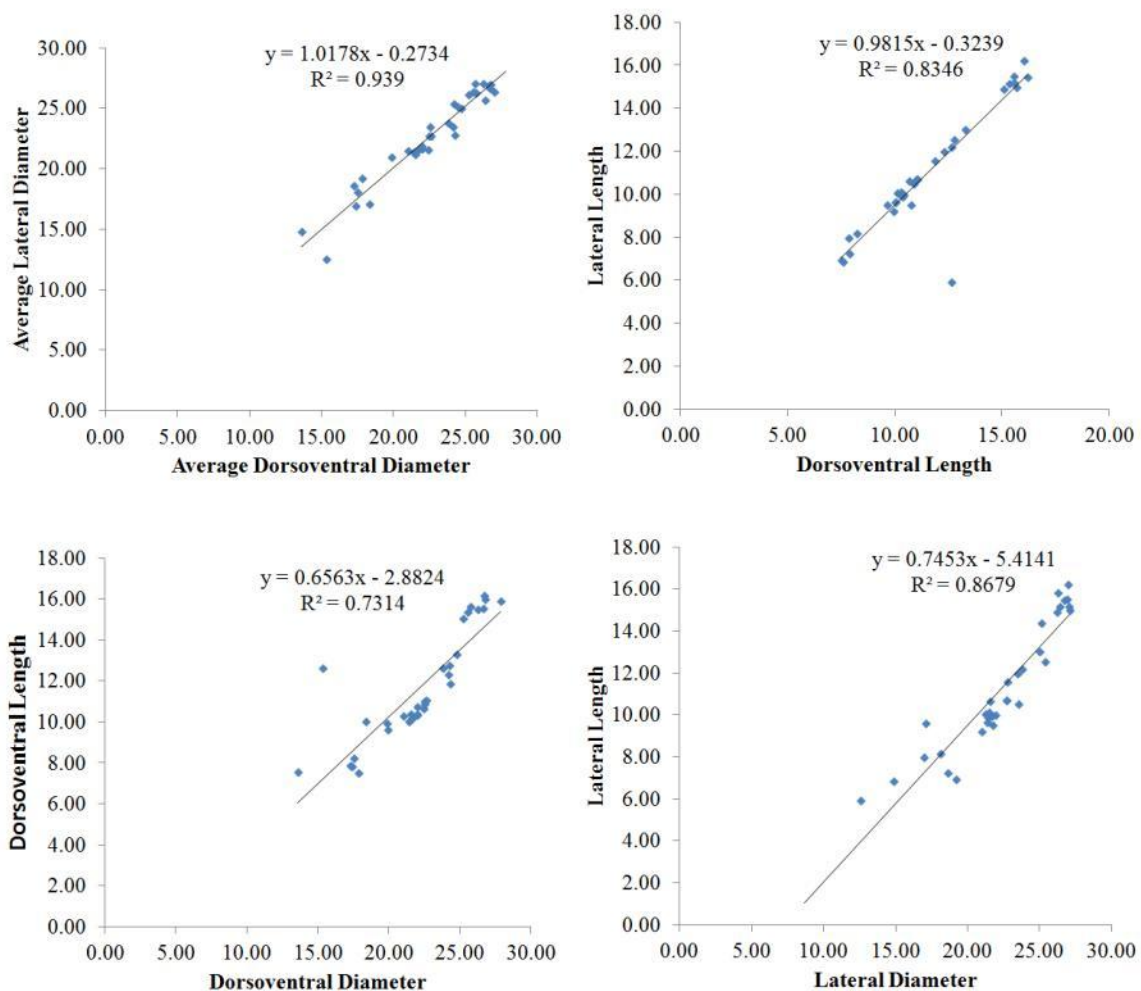 y = 1.0178x - 0.2734
R² = 0.939
30.00
25.00
20.00
15.00
10.00
5.00
0.00
Average Lateral Diameter
0.00 5.00 10.00 15.00 20.00 25.00 30.00
Average Dorsoventral Diameter
y = 0.9815x - 0.3239
R² = 0.8346
18.00
16.00
14.00
12.00
10.00
8.00
6.00
4.00
2.00
0.00
Lateral Length
0.00 5.00 10.00 15.00 20.00
Dorsoventral Length
y = 0.6563x - 2.8824
R² = 0.7314
18.00
16.00
14.00
12.00
10.00
8.00
6.00
4.00
2.00
0.00
Dorsoventral Length
0.00 5.00 10.00 15.00 20.00 25.00 30.00
Dorsoventral Diameter
y = 0.7453x - 5.4141
R² = 0.8679
18.00
16.00
14.00
12.00
10.00
8.00
6.00
4.00
2.00
0.00
Lateral Length
0.00 5.00 10.00 15.00 20.00 25.00 30.00
Lateral Diameter